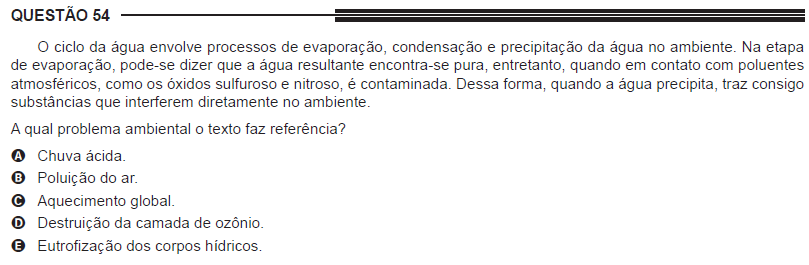 QUESTÃO 54
O ciclo da água envolve processos de evaporação, condensação e precipitação da água no ambiente. Na etapa
de evaporação, pode-se dizer que a água resultante encontra-se pura, entretanto, quando em contato com poluentes
atmosféricos, como os óxidos sulfuroso e nitroso, é contaminada. Dessa forma, quando a água precipita, traz consigo
substâncias que interferem diretamente no ambiente.
A qual problema ambiental o texto faz referência?
A Chuva ácida.
B Poluição do ar.
C Aquecimento global.
D Destruição da camada de ozônio.
E Eutrofização dos corpos hídricos.